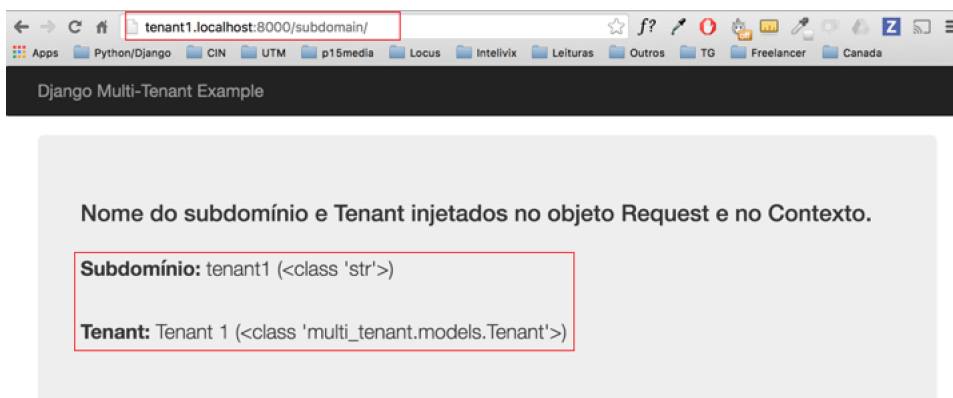 tenant1.localhost:8000/subdomain/
f?
Z
Off
Apps Python/Django CIN UTM p15media Locus Intelivix Leituras Outros TG Freelancer Canada
Django Multi-Tenant Example
Nome do subdomínio e Tenant injetados no objeto Request e no Contexto.
Subdomínio: tenant1 (<class 'str'>)
Tenant: Tenant 1 (<class 'multi_tenant.models.Tenant'>)